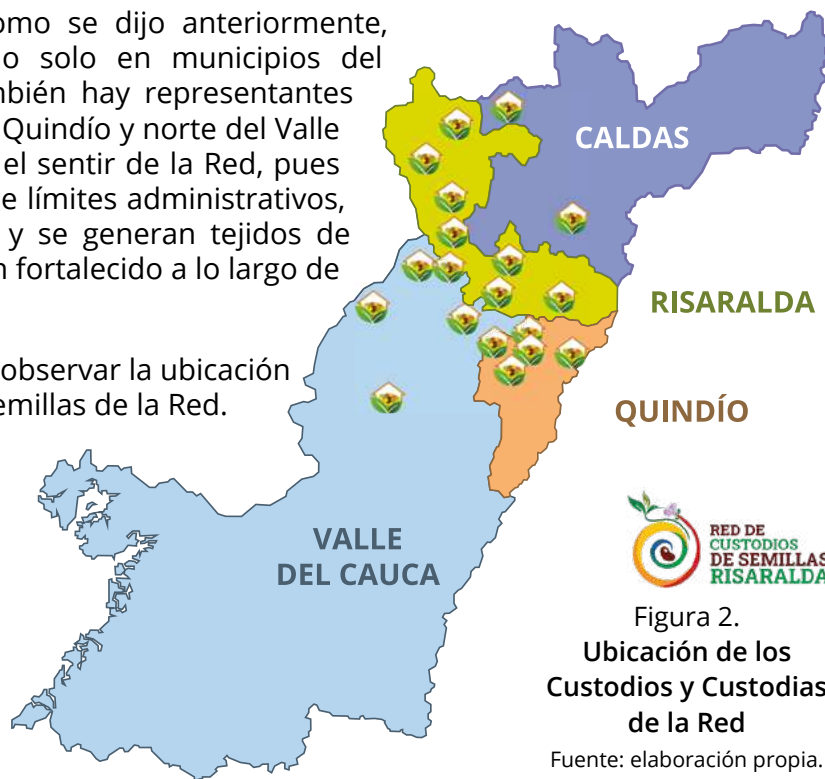 omo se dijo anteriormente,
o solo en municipios del
mbién hay representantes
Quindío y norte del Valle
el sentir de la Red, pues
e límites administrativos,
y se generan tejidos de
n fortalecido a lo largo de
observar la ubicación
emillas de la Red.
CALDAS
RISARALDA
QUINDÍO
VALLE
DEL CAUCA
RED DE
CUSTODIOS
DE SEMILLAS
RISARALDA
Figura 2.
Ubicación de los
Custodios y Custodias
de la Red
Fuente: elaboración propia.